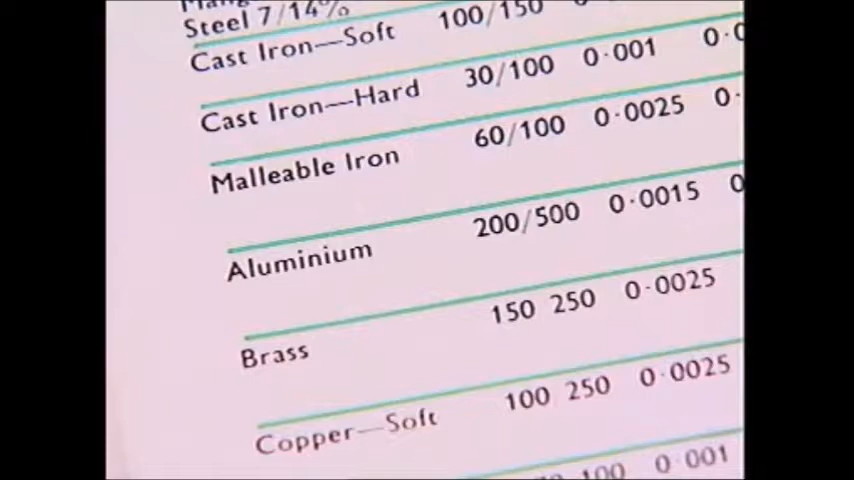 Steel 7/14%
Cast Iron—Soft 100/150
Cast Iron—Hard 30/100 0·001
Malleable Iron 60/100 0·0025
Aluminium 200/500 0·0015
Brass 150 250 0·0025
Copper—Soft 100 250 0·0025
100 0·001